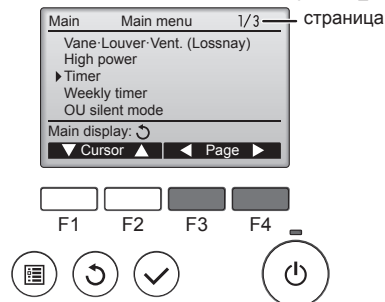 Main Main menu 1/3
страница
Vane·Louver·Vent. (Lossnay)
High power
Timer
Weekly timer
OU silent mode
Main display:
Cursor Page
F1 F2 F3 F4